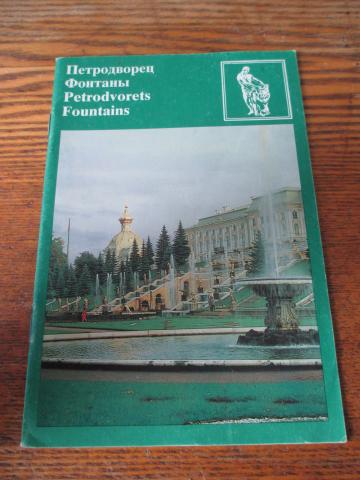 Петродворец
Фонтаны
Petrodvorets
Fountains